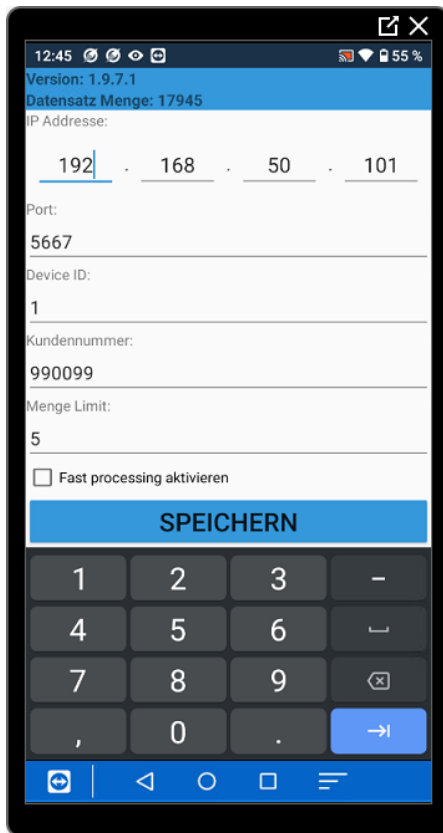 12:45 55 %
Version: 1.9.7.1
Datensatz Menge: 17945
IP Addresse:
192 . 168 . 50 . 101
Port:
5667
Device ID:
1
Kundennummer:
990099
Menge Limit:
5
Fast processing aktivieren
SPEICHERN
1 2 3 -
4 5 6
7 8 9
, 0 .